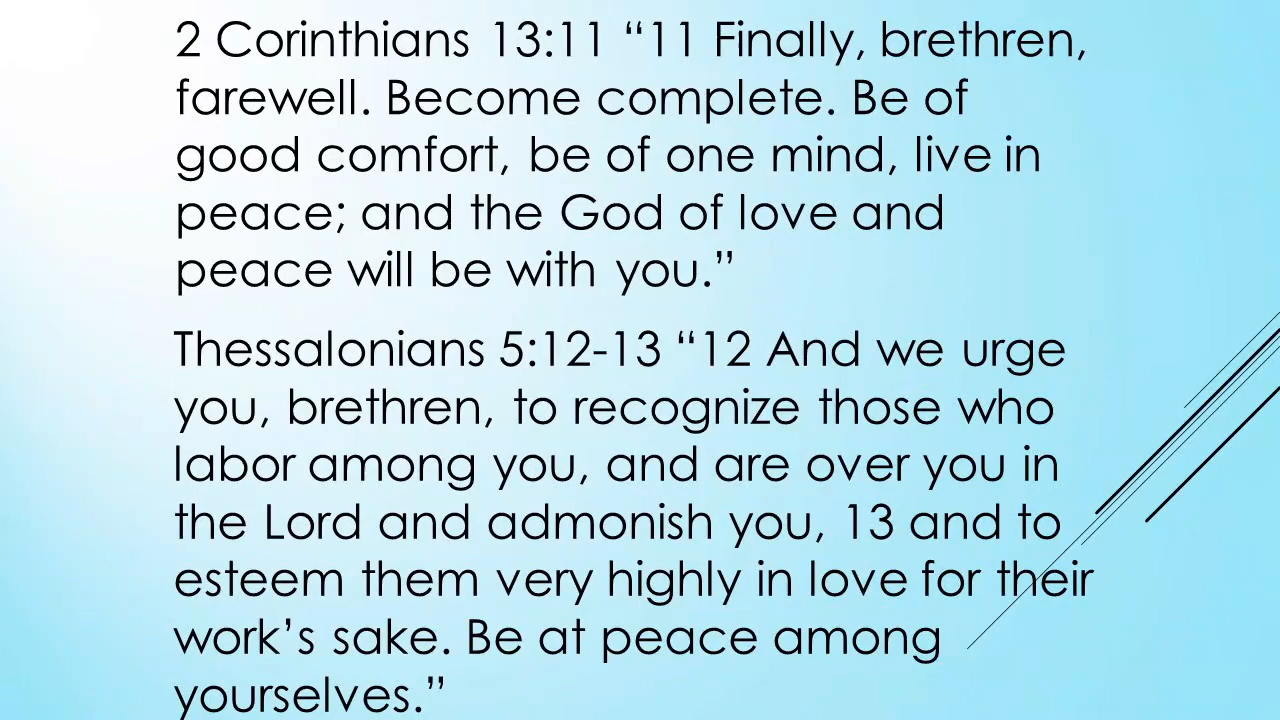 2 Corinthians 13:11 “11 Finally, brethren,
farewell. Become complete. Be of
good comfort, be of one mind, live in
peace; and the God of love and
peace will be with you.”
Thessalonians 5:12-13 “12 And we urge
you, brethren, to recognize those who
labor among you, and are over you in
the Lord and admonish you, 13 and to
esteem them very highly in love for their
work’s sake. Be at peace among
yourselves.”